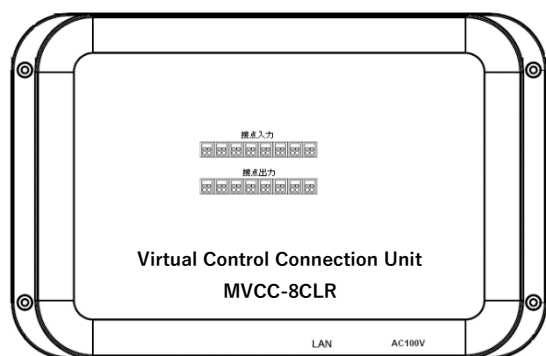 接点入力
接点出力
Virtual Control Connection Unit
MVCC-8CLR
LAN AC100V